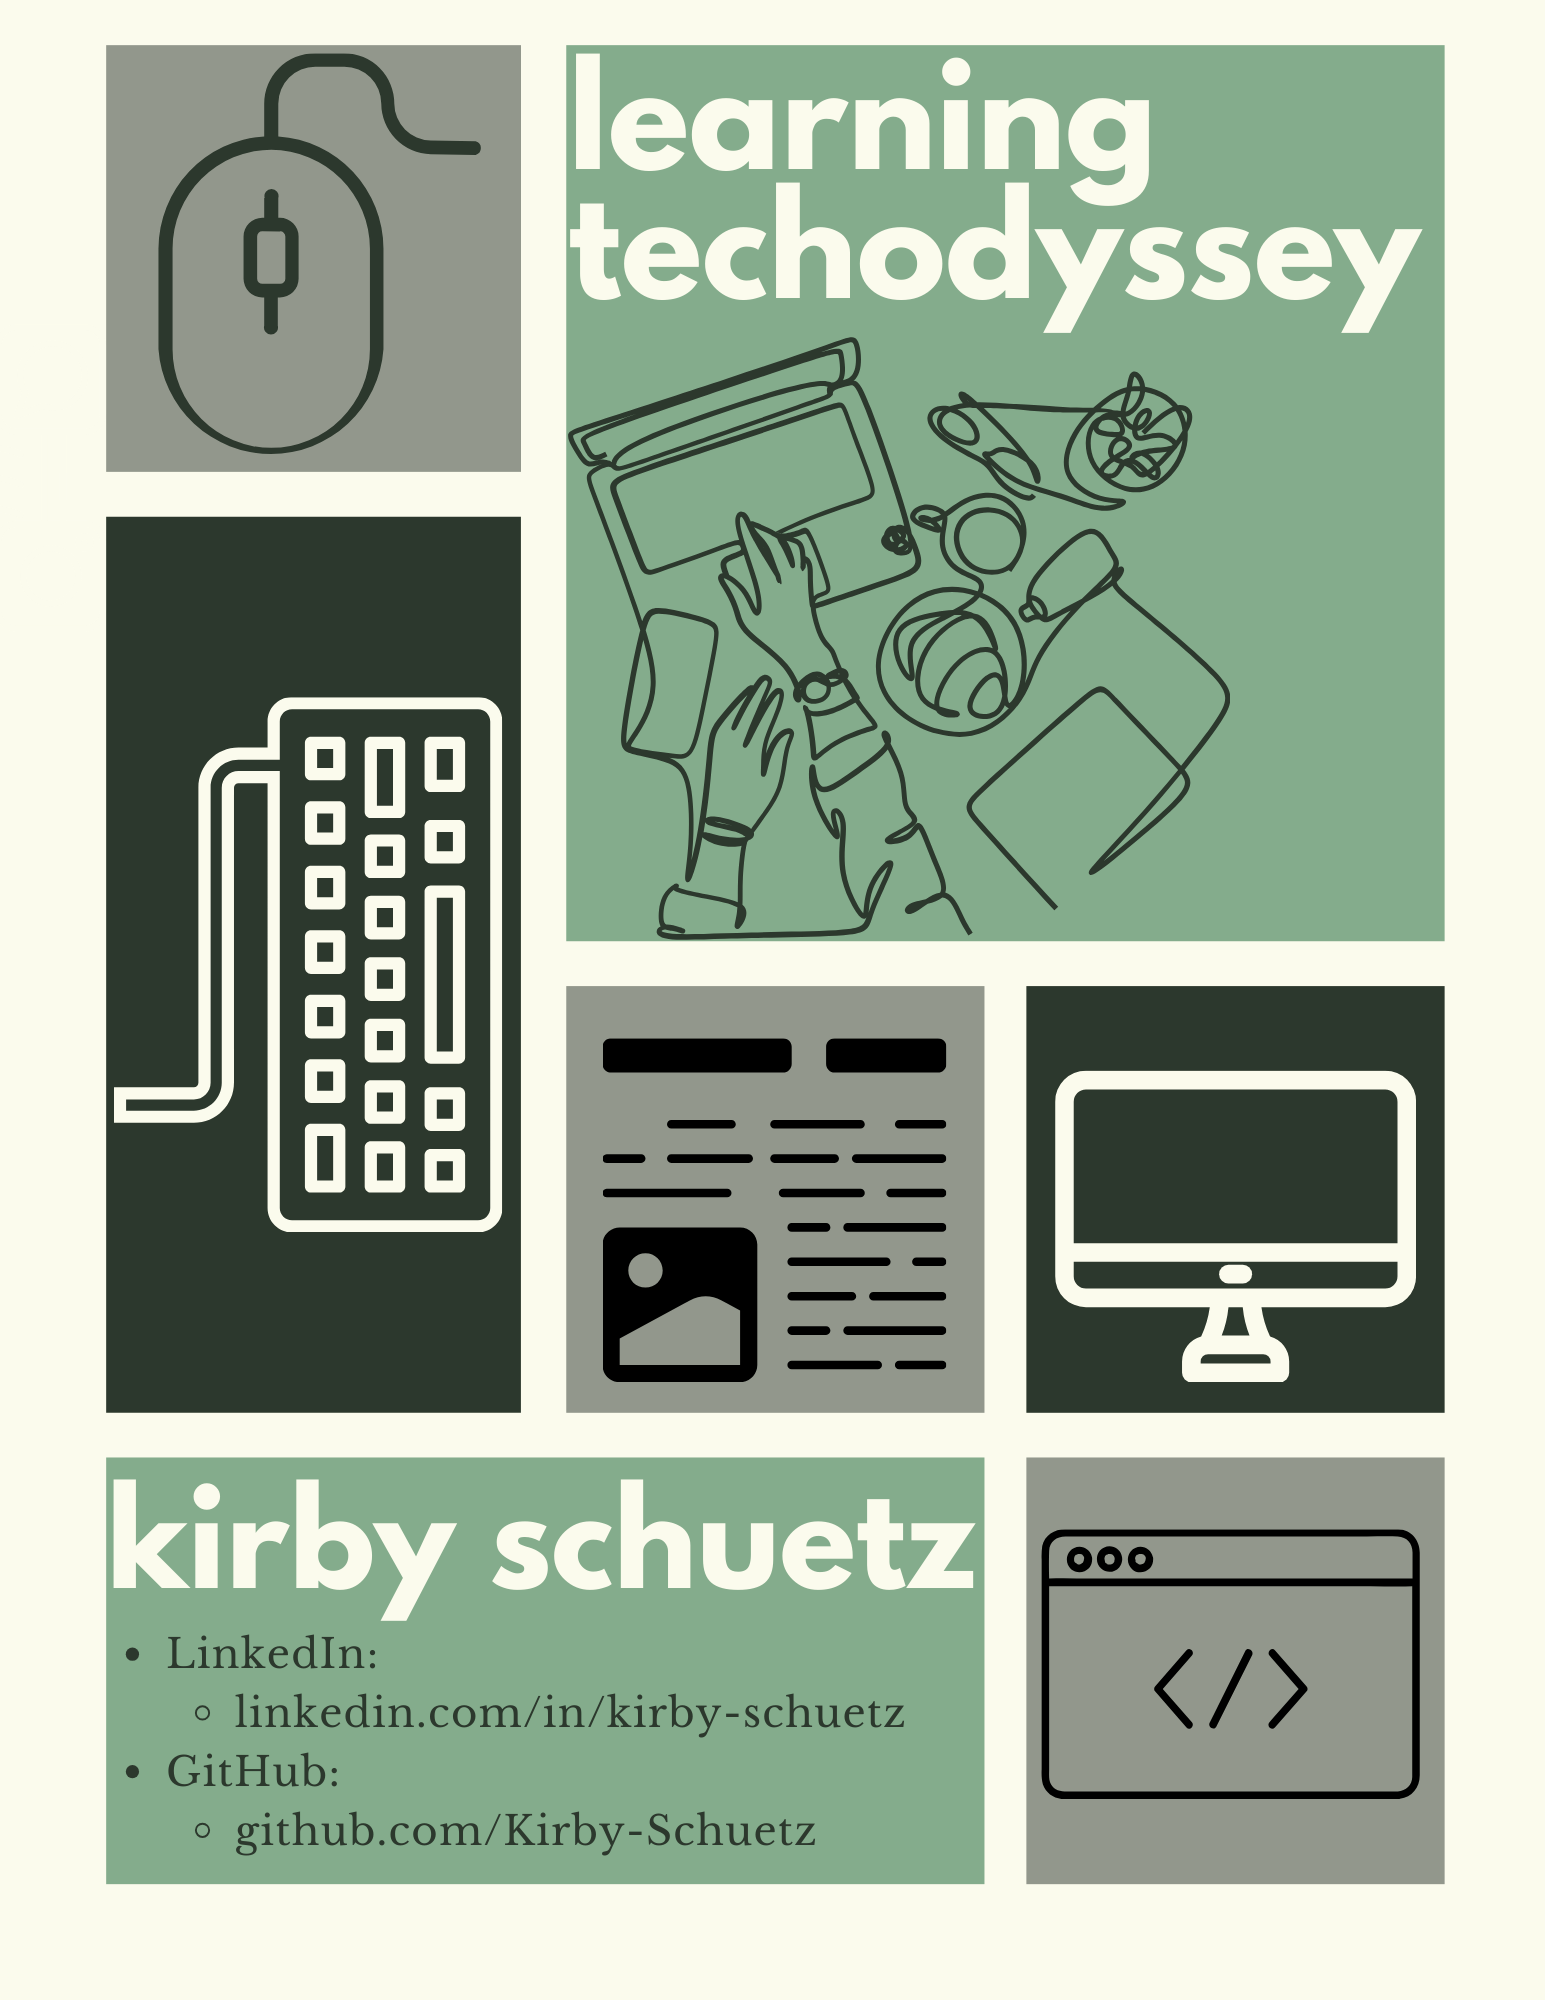 learning
techodyssey
kirby schuetz
• LinkedIn:
◦ linkedin.com/in/kirby-schuetz
• GitHub:
◦ github.com/Kirby-Schuetz